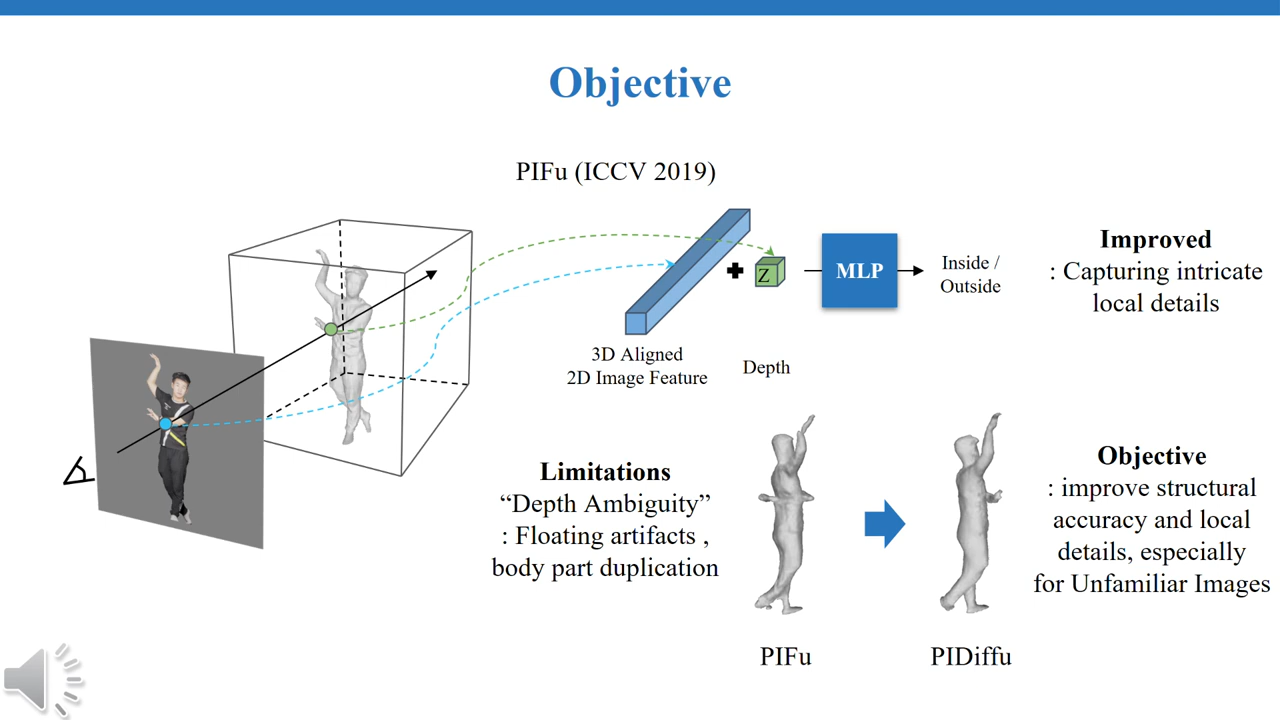 Objective
PIFu (ICCV 2019)
Z
MLP
Inside /
Outside
3D Aligned
2D Image Feature
Depth
Improved
: Capturing intricate
local details
Limitations
“Depth Ambiguity”
: Floating artifacts ,
body part duplication
PIFu
PIDiffu
Objective
: improve structural
accuracy and local
details, especially
for Unfamiliar Images